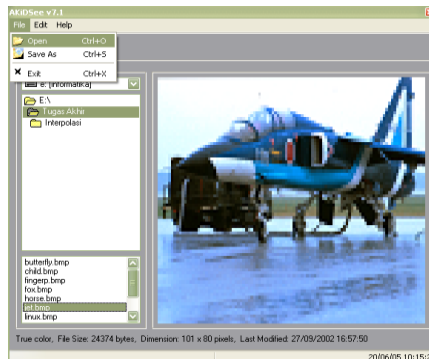 AKiDSee v7.1
File Edit Help
Open Ctrl+O
Save As Ctrl+S
Exit Ctrl+X
e: [informatika]
E:\
Tugas Akhir
Interpolasi
butterfly.bmp
child.bmp
fingerp.bmp
fox.bmp
horse.bmp
jet.bmp
linux.bmp
True color, File Size: 24374 bytes, Dimension: 101 x 80 pixels, Last Modified: 27/09/2002 16:57:50
20/06/05